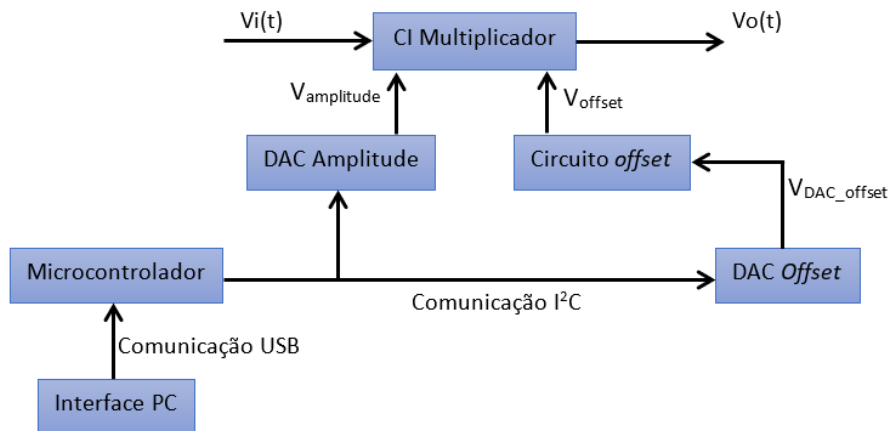 Vi(t)
CI Multiplicador
Vo(t)
Vamplitude
Voffset
DAC Amplitude
Circuito offset
VDAC_offset
Microcontrolador
DAC Offset
Comunicação I²C
Comunicação USB
Interface PC